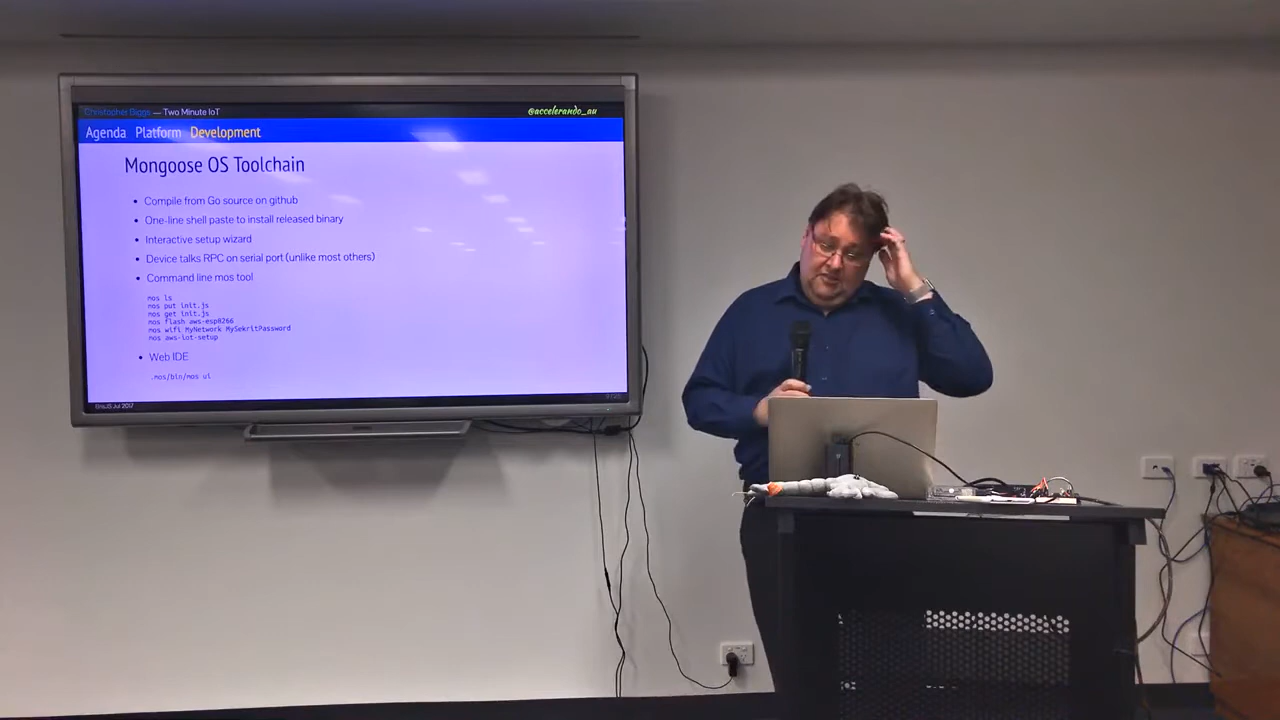 Christopher Biggs — Two Minute IoT
@accelerando_au
Agenda Platform Development
Mongoose OS Toolchain
• Compile from Go source on github
• One-line shell paste to install released binary
• Interactive setup wizard
• Device talks RPC on serial port (unlike most others)
• Command line mos tool
mos ls
mos put init.js
mos get init.js
mos flash aws-esp8266
mos wifi MyNetwork MySekritPassword
mos aws-iot-setup
• Web IDE
.mos/bin/mos ui
BrisJS Jul 2017